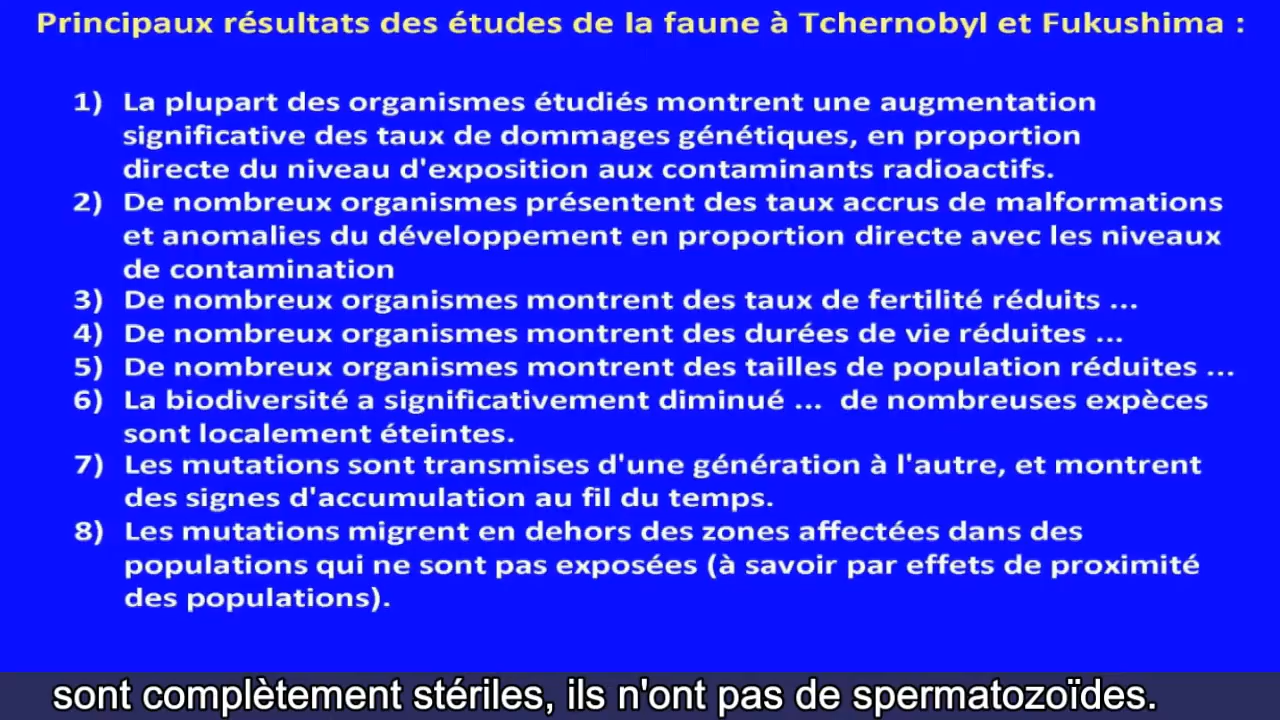 Principaux résultats des études de la faune à Tchernobyl et Fukushima :
1) La plupart des organismes étudiés montrent une augmentation
significative des taux de dommages génétiques, en proportion
directe du niveau d'exposition aux contaminants radioactifs.
2) De nombreux organismes présentent des taux accrus de malformations
et anomalies du développement en proportion directe avec les niveaux
de contamination
3) De nombreux organismes montrent des taux de fertilité réduits ...
4) De nombreux organismes montrent des durées de vie réduites ...
5) De nombreux organismes montrent des tailles de population réduites ...
6) La biodiversité a significativement diminué ... de nombreuses expèces
sont localement éteintes.
7) Les mutations sont transmises d'une génération à l'autre, et montrent
des signes d'accumulation au fil du temps.
8) Les mutations migrent en dehors des zones affectées dans des
populations qui ne sont pas exposées (à savoir par effets de proximité
des populations).
sont complètement stériles, ils n'ont pas de spermatozoïdes.